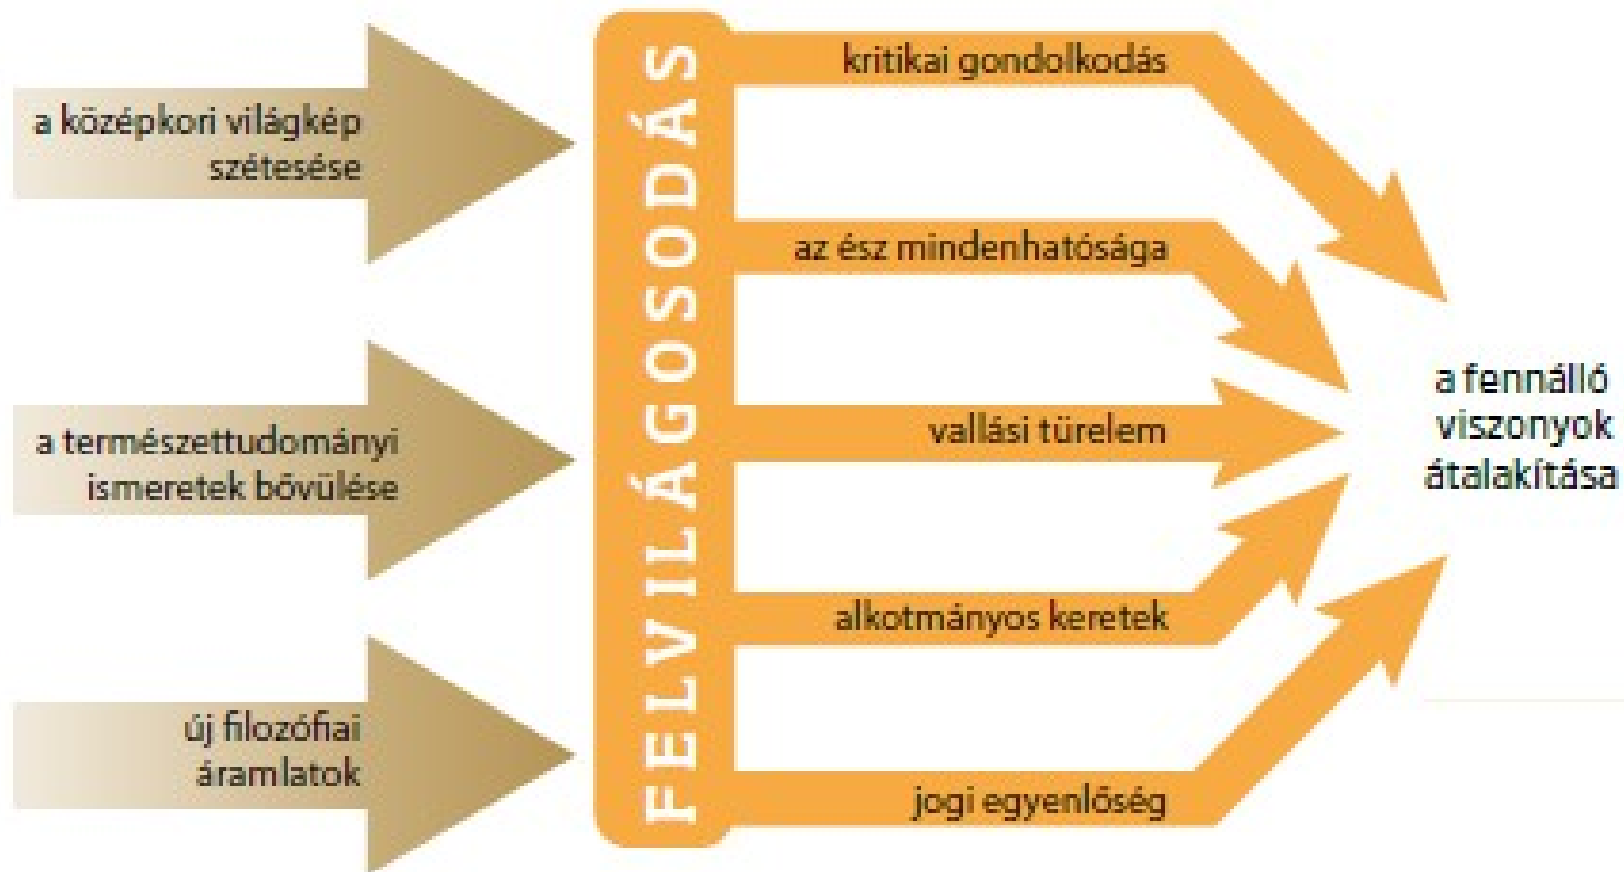 a középkori világkép
szétesése
a természettudományi
ismeretek bővülése
új filozófiai
áramlatok
FELVILÁGOSODÁS
kritikai gondolkodás
az ész mindenhatósága
vallási türelem
alkotmányos keretek
jogi egyenlőség
a fennálló
viszonyok
átalakítása